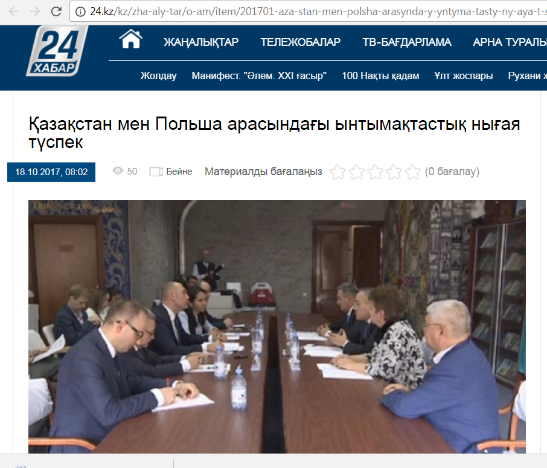 24.kz/kz/zha-aly-tar/o-am/item/201701-aza-stan-men-polsha-arasynda-y-yntyma-tasty-ny-aya-t-s
24
ХАБАР
ЖАҢАЛЫҚТАР ТЕЛЕЖОБАЛАР ТВ-БАҒДАРЛАМА АРНА ТУРАЛЫ
Жолдау Манифест. "Әлем. XXI ғасыр" 100 Нақты қадам Ұлт жоспары Рухани
Қазақстан мен Польша арасындағы ынтымақтастық нығая
түспек
18.10.2017, 08:02 50 Бейне Материалды бағалаңыз (0 бағалау)